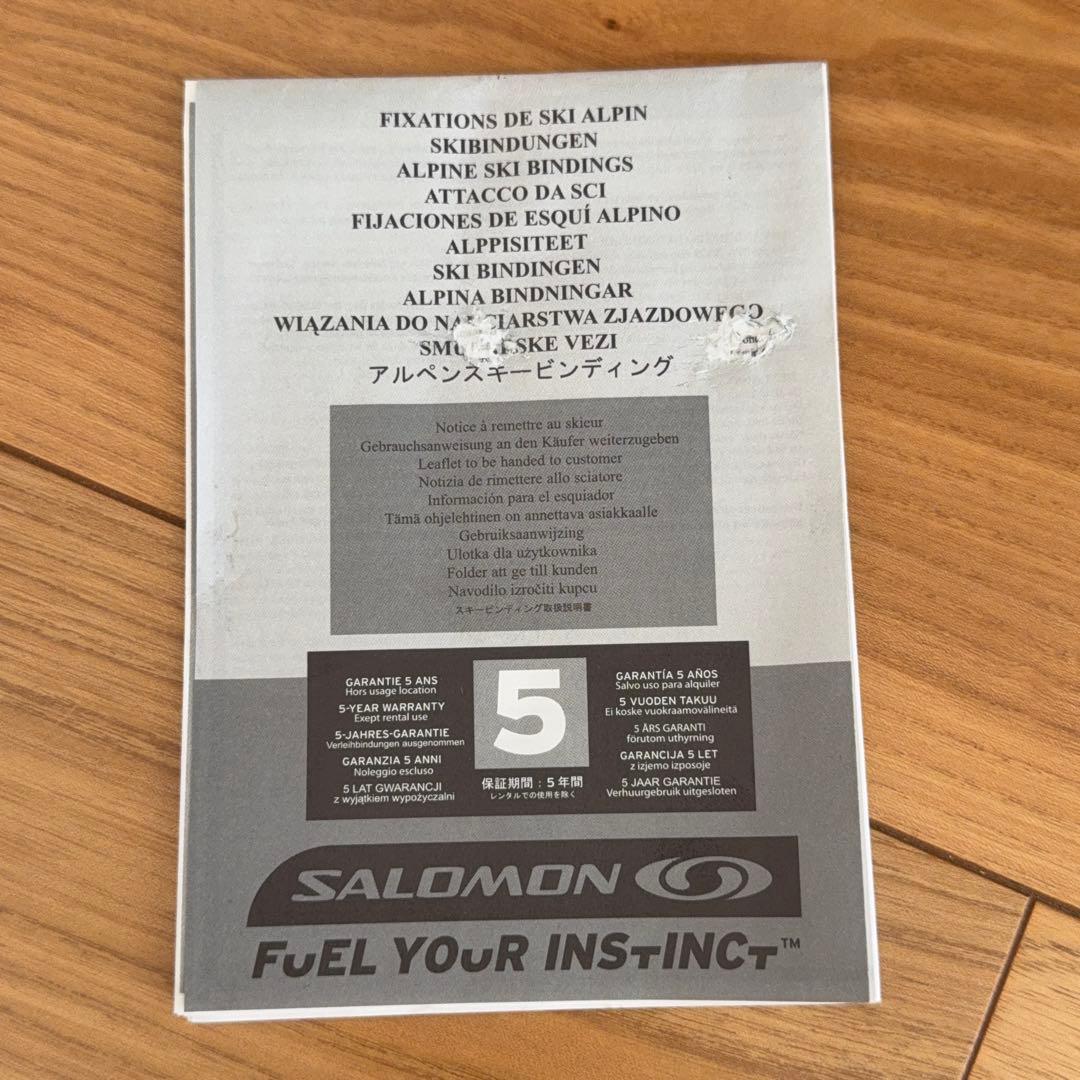 FIXATIONS DE SKI ALPIN
SKIBINDUNGEN
ALPINE SKI BINDINGS
ATTACCO DA SCI
FIJACIONES DE ESQUÍ ALPINO
ALPPISITEET
SKI BINDINGEN
ALPINA BINDNINGAR
WIĄZANIA DO ZJAZDOWEGO
VEZI
アルペンスキービンディング
Notice à remettre au skieur
Gebrauchsanweisung an den Käufer weiterzugeben
Leaflet to be handed to customer
Notizia de rimettere allo sciatore
Información para el esquiador
Tämä ohjelehtinen on annettava asiakkaalle
Gebruiksaanwijzing
Ulotka dla użytkownika
Folder att ge till kunden
Navodilo izročiti kupcu
スキービンディング取扱説明書
GARANTIE 5 ANS
Hors usage location
5-YEAR WARRANTY
Exept rental use
5-JAHRES-GARANTIE
Verleihbindungen ausgenommen
GARANZIA 5 ANNI
Noleggio escluso
5 LAT GWARANCJI
z wyjątkiem wypożyczalni
5
保証期間：5年間
レンタルでの使用を除く
GARANTÍA 5 AÑOS
Salvo uso para alquiler
5 VUODEN TAKUU
Ei koske vuokraamovälineitä
5 ÅRS GARANTI
förutom uthyrning
GARANCIJA 5 LET
z izjemo izposoje
5 JAAR GARANTIE
Verhuurgebruik uitgesloten
SALOMON
FUEL YOUR INSTINCT™